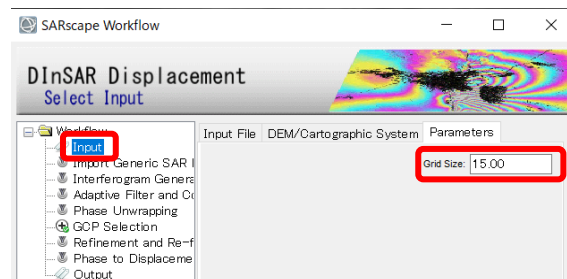 SARscape Workflow
DInSAR Displacement
Select Input
Workflow
Input File DEM/Cartographic System Parameters
Input
Grid Size: 15.00
Import Generic SAR
Interferogram Genera
Adaptive Filter and Co
Phase Unwrapping
GCP Selection
Refinement and Re-f
Phase to Displaceme
Output